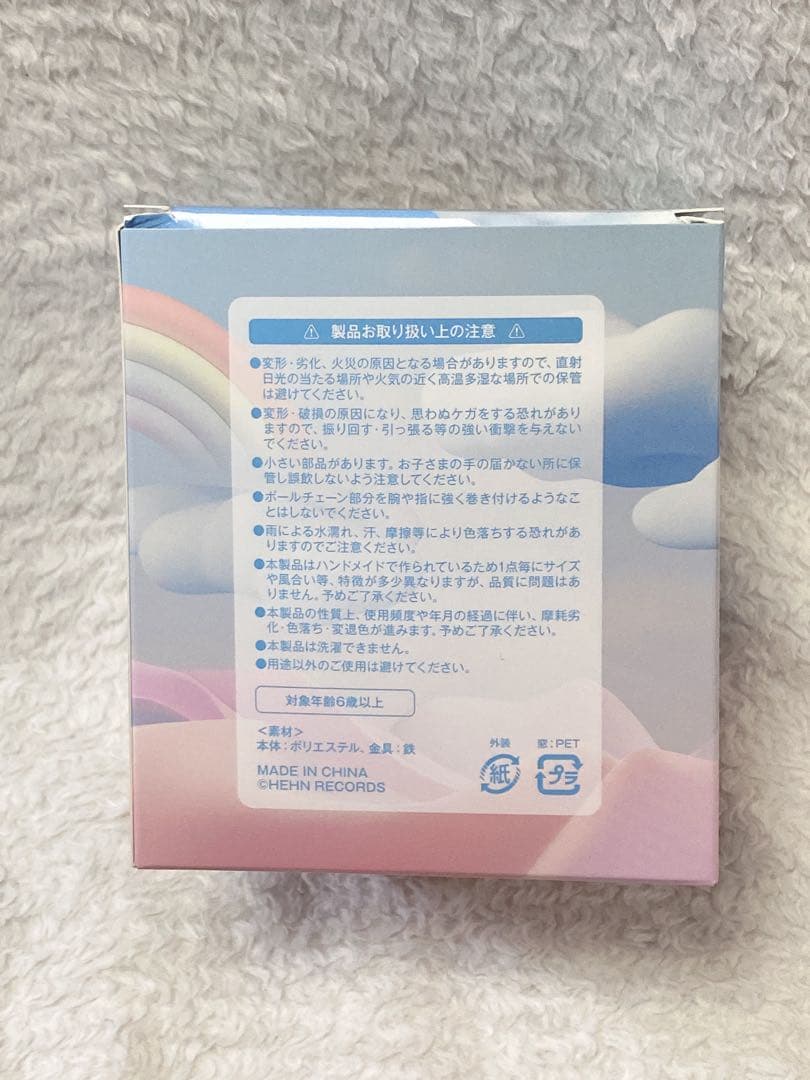 ⚠ 製品お取り扱い上の注意 ⚠
●変形・劣化、火災の原因となる場合がありますので、直射
日光の当たる場所や火気の近く高温多湿な場所での保管
は避けてください。
●変形・破損の原因になり、思わぬケガをする恐れがあり
ますので、振り回す・引っ張る等の強い衝撃を与えない
でください。
●小さい部品があります。お子さまの手の届かない所に保
管し誤飲しないよう注意してください。
●ボールチェーン部分を腕や指に強く巻き付けるようなこ
とはしないでください。
●雨による水濡れ、汗、摩擦等により色落ちする恐れがあ
りますのでご注意ください。
●本製品はハンドメイドで作られているため1点毎にサイズ
や風合い等、特徴が多少異なりますが、品質に問題はあ
りません。予めご了承ください。
●本製品の性質上、使用頻度や年月の経過に伴い、摩耗劣
化・色落ち・変退色が進みます。予めご了承ください。
●本製品は洗濯できません。
●用途以外のご使用は避けてください。
対象年齢6歳以上
＜素材＞
本体：ポリエステル、金具：鉄
MADE IN CHINA
©HEHN RECORDS
外装
紙
窓：PET
プラ